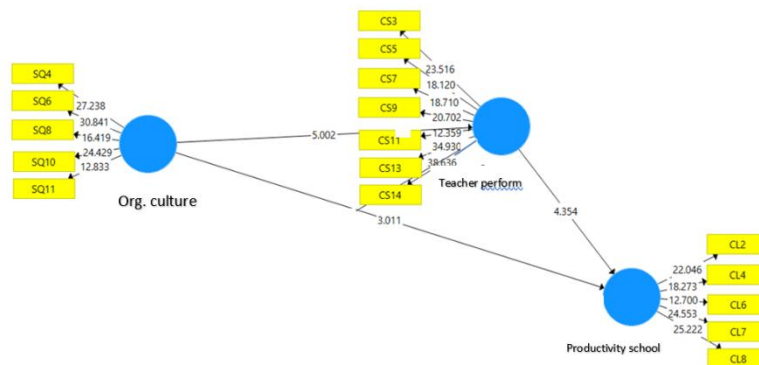 SQ4
SQ6
SQ8
SQ10
SQ11
27.238
30.841
16.419
24.429
12.833
Org. culture
5.002
3.011
CS3
CS5
CS7
CS9
CS11
CS13
CS14
23.516
18.120
18.710
20.702
12.359
34.930
38.636
Teacher perform
4.354
Productivity school
22.046
18.273
12.700
24.553
25.222
CL2
CL4
CL6
CL7
CL8